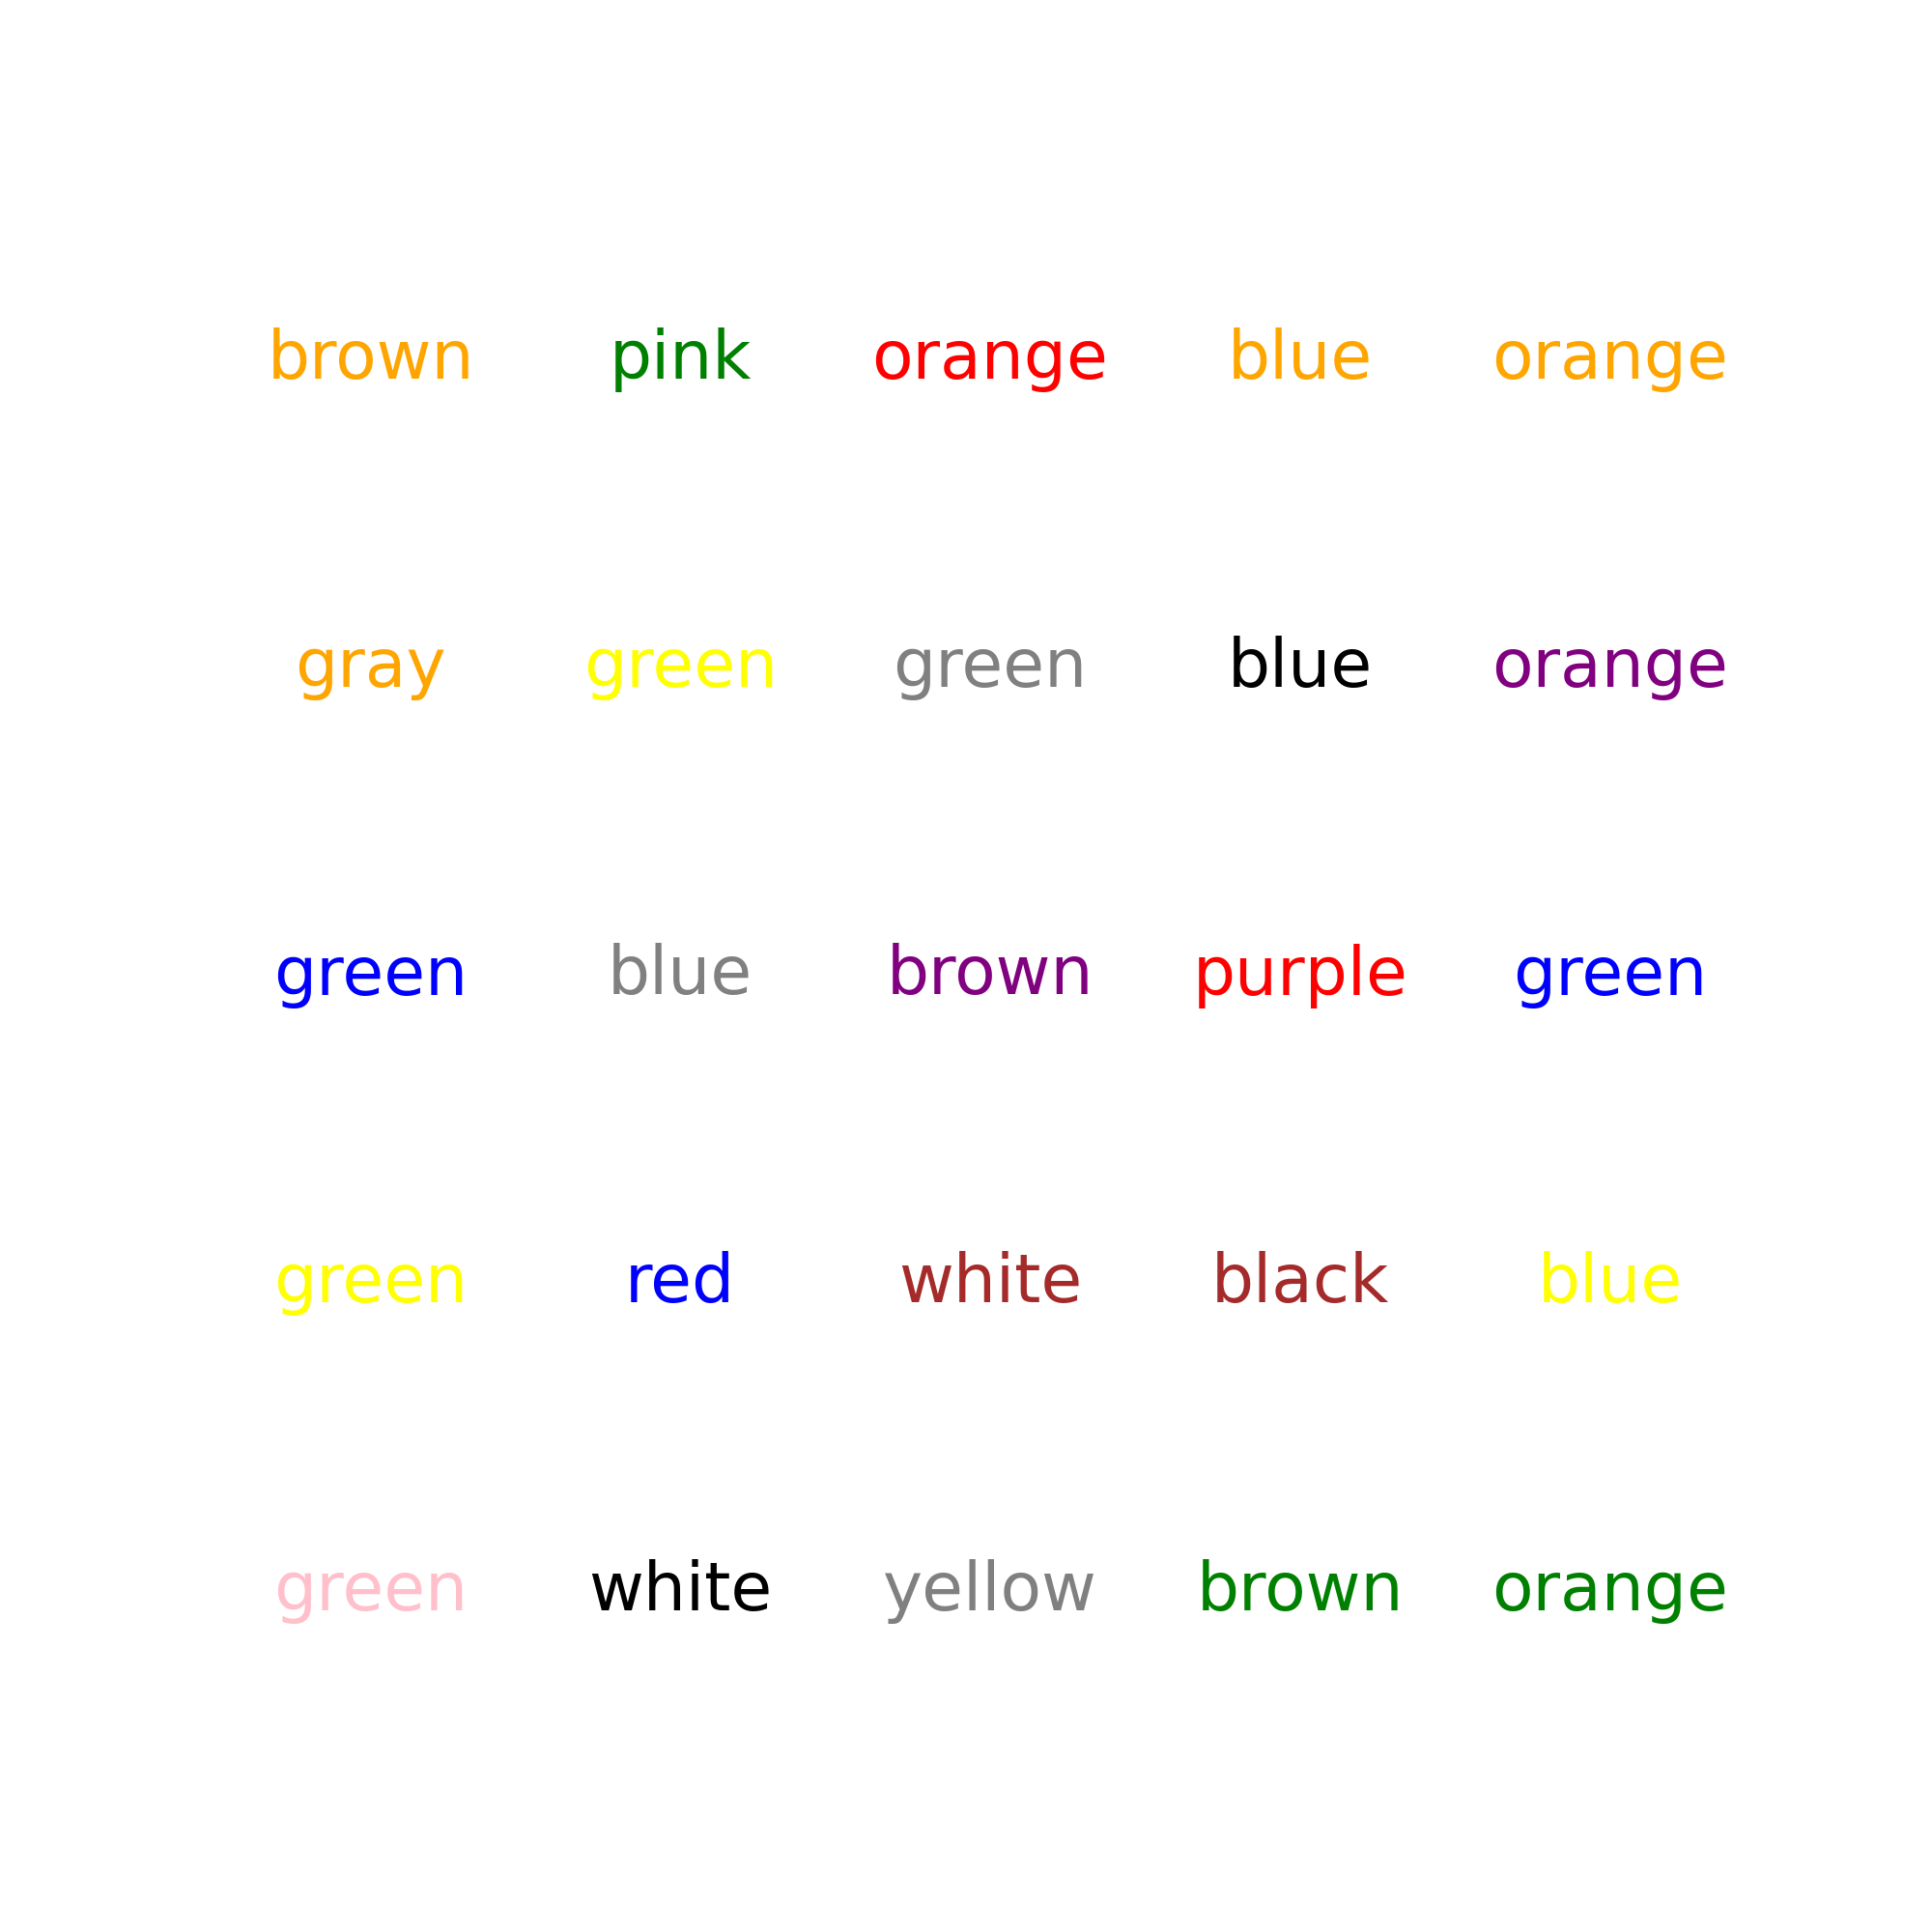 brown pink orange blue orange
gray green green blue orange
green blue brown purple green
green red white black blue
green white yellow brown orange